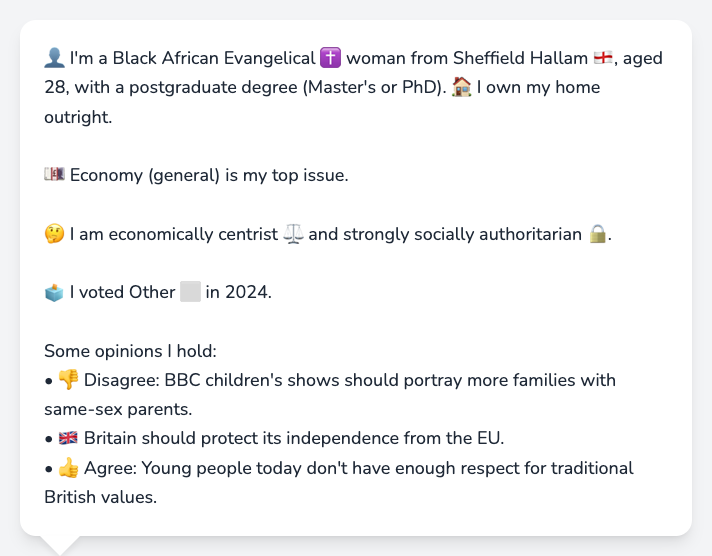 👤 I'm a Black African Evangelical ✝️ woman from Sheffield Hallam 🏴󠁧󠁢󠁥󠁮󠁧󠁿, aged
28, with a postgraduate degree (Master's or PhD). 🏠 I own my home
outright.
💷 Economy (general) is my top issue.
🤔 I am economically centrist ⚖️ and strongly socially authoritarian 🔒.
🗳️ I voted Other ⬜ in 2024.
Some opinions I hold:
• 👎 Disagree: BBC children's shows should portray more families with
same-sex parents.
• 🇬🇧 Britain should protect its independence from the EU.
• 👍 Agree: Young people today don't have enough respect for traditional
British values.